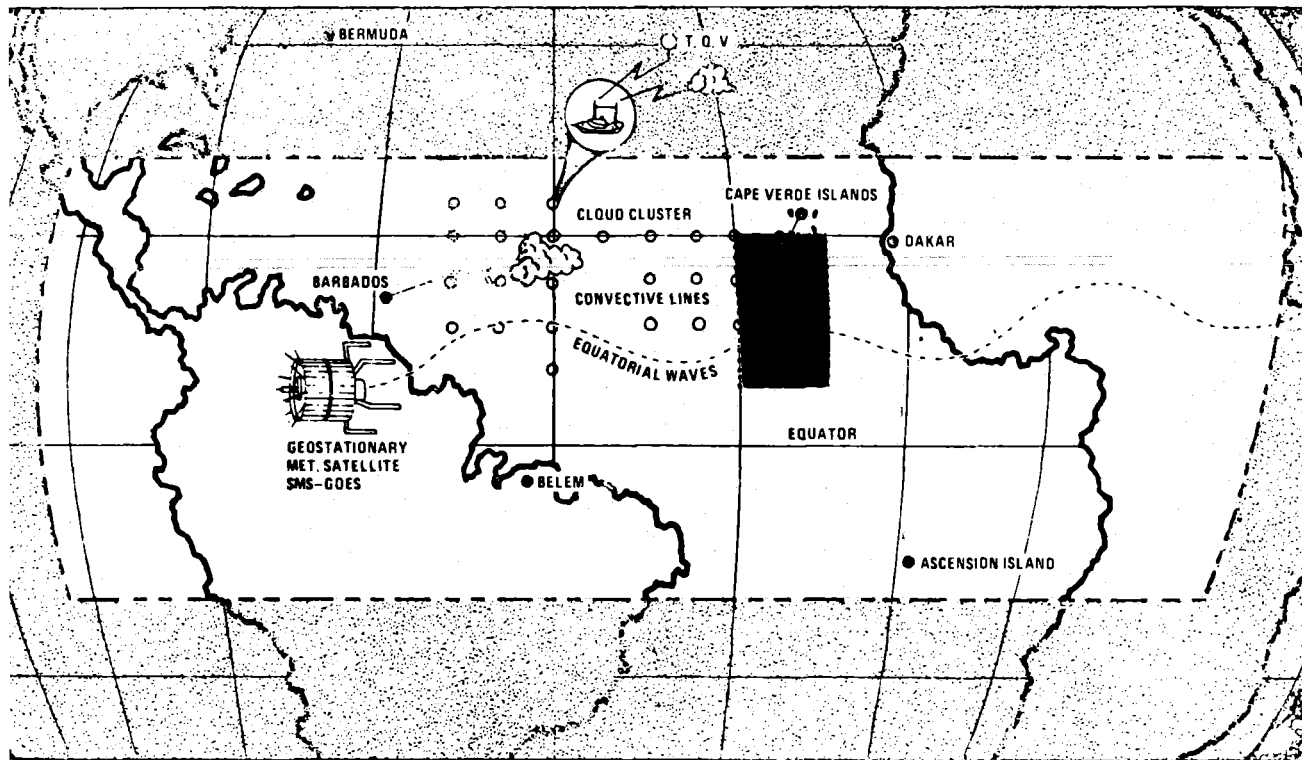 BERMUDA
T. O. V
CAPE VERDE ISLANDS
CLOUD CLUSTER
DAKAR
BARBADOS
CONVECTIVE LINES
EQUATORIAL WAVES
EQUATOR
GEOSTATIONARY
MET. SATELLITE
SMS-GOES
BELEM
ASCENSION ISLAND